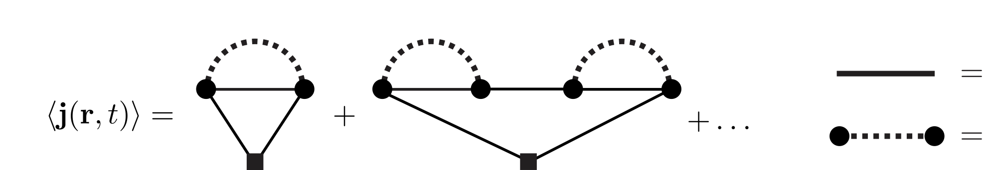 ⟨𝐣(𝐫, t)⟩ = + + ... =
=